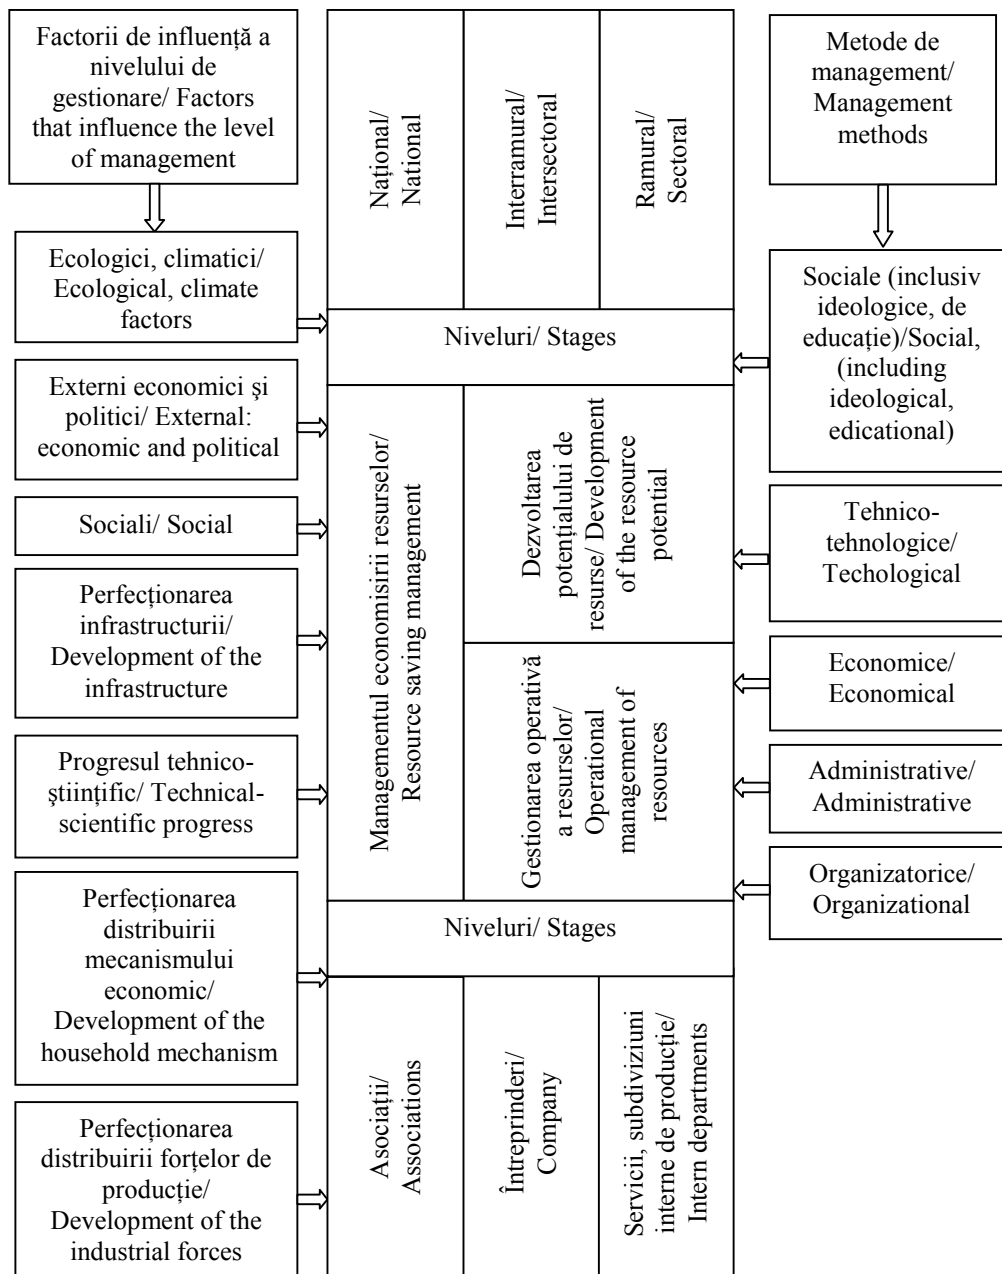 Factorii de influență a
nivelului de
gestionare/ Factors
that influence the level
of management
Ecologici, climatici/
Ecological, climate
factors
Externi economici şi
politici/ External:
economic and political
Sociali/ Social
Perfecționarea
infrastructurii/
Development of the
infrastructure
Progresul tehnico-
ştiințific/ Technical-
scientific progress
Perfecționarea
distribuirii
mecanismului
economic/
Development of the
household mechanism
Perfecționarea
distribuirii forțelor de
producție/
Development of the
industrial forces
Național/
National
Interramural/
Intersectoral
Ramural/
Sectoral
Niveluri/ Stages
Managementul economisirii resurselor/
Resource saving management
Dezvoltarea
potențialului de
resurse/ Development
of the resource
potential
Gestionarea operativă
a resurselor/
Operational
management of
resources
Niveluri/ Stages
Asociații/
Associations
Întreprinderi/
Company
Servicii, subdiviziuni
interne de producție/
Intern departments
Metode de
management/
Management
methods
Sociale (inclusiv
ideologice, de
educație)/Social,
(including
ideological,
edicational)
Tehnico-
tehnologice/
Techological
Economice/
Economical
Administrative/
Administrative
Organizatorice/
Organizational